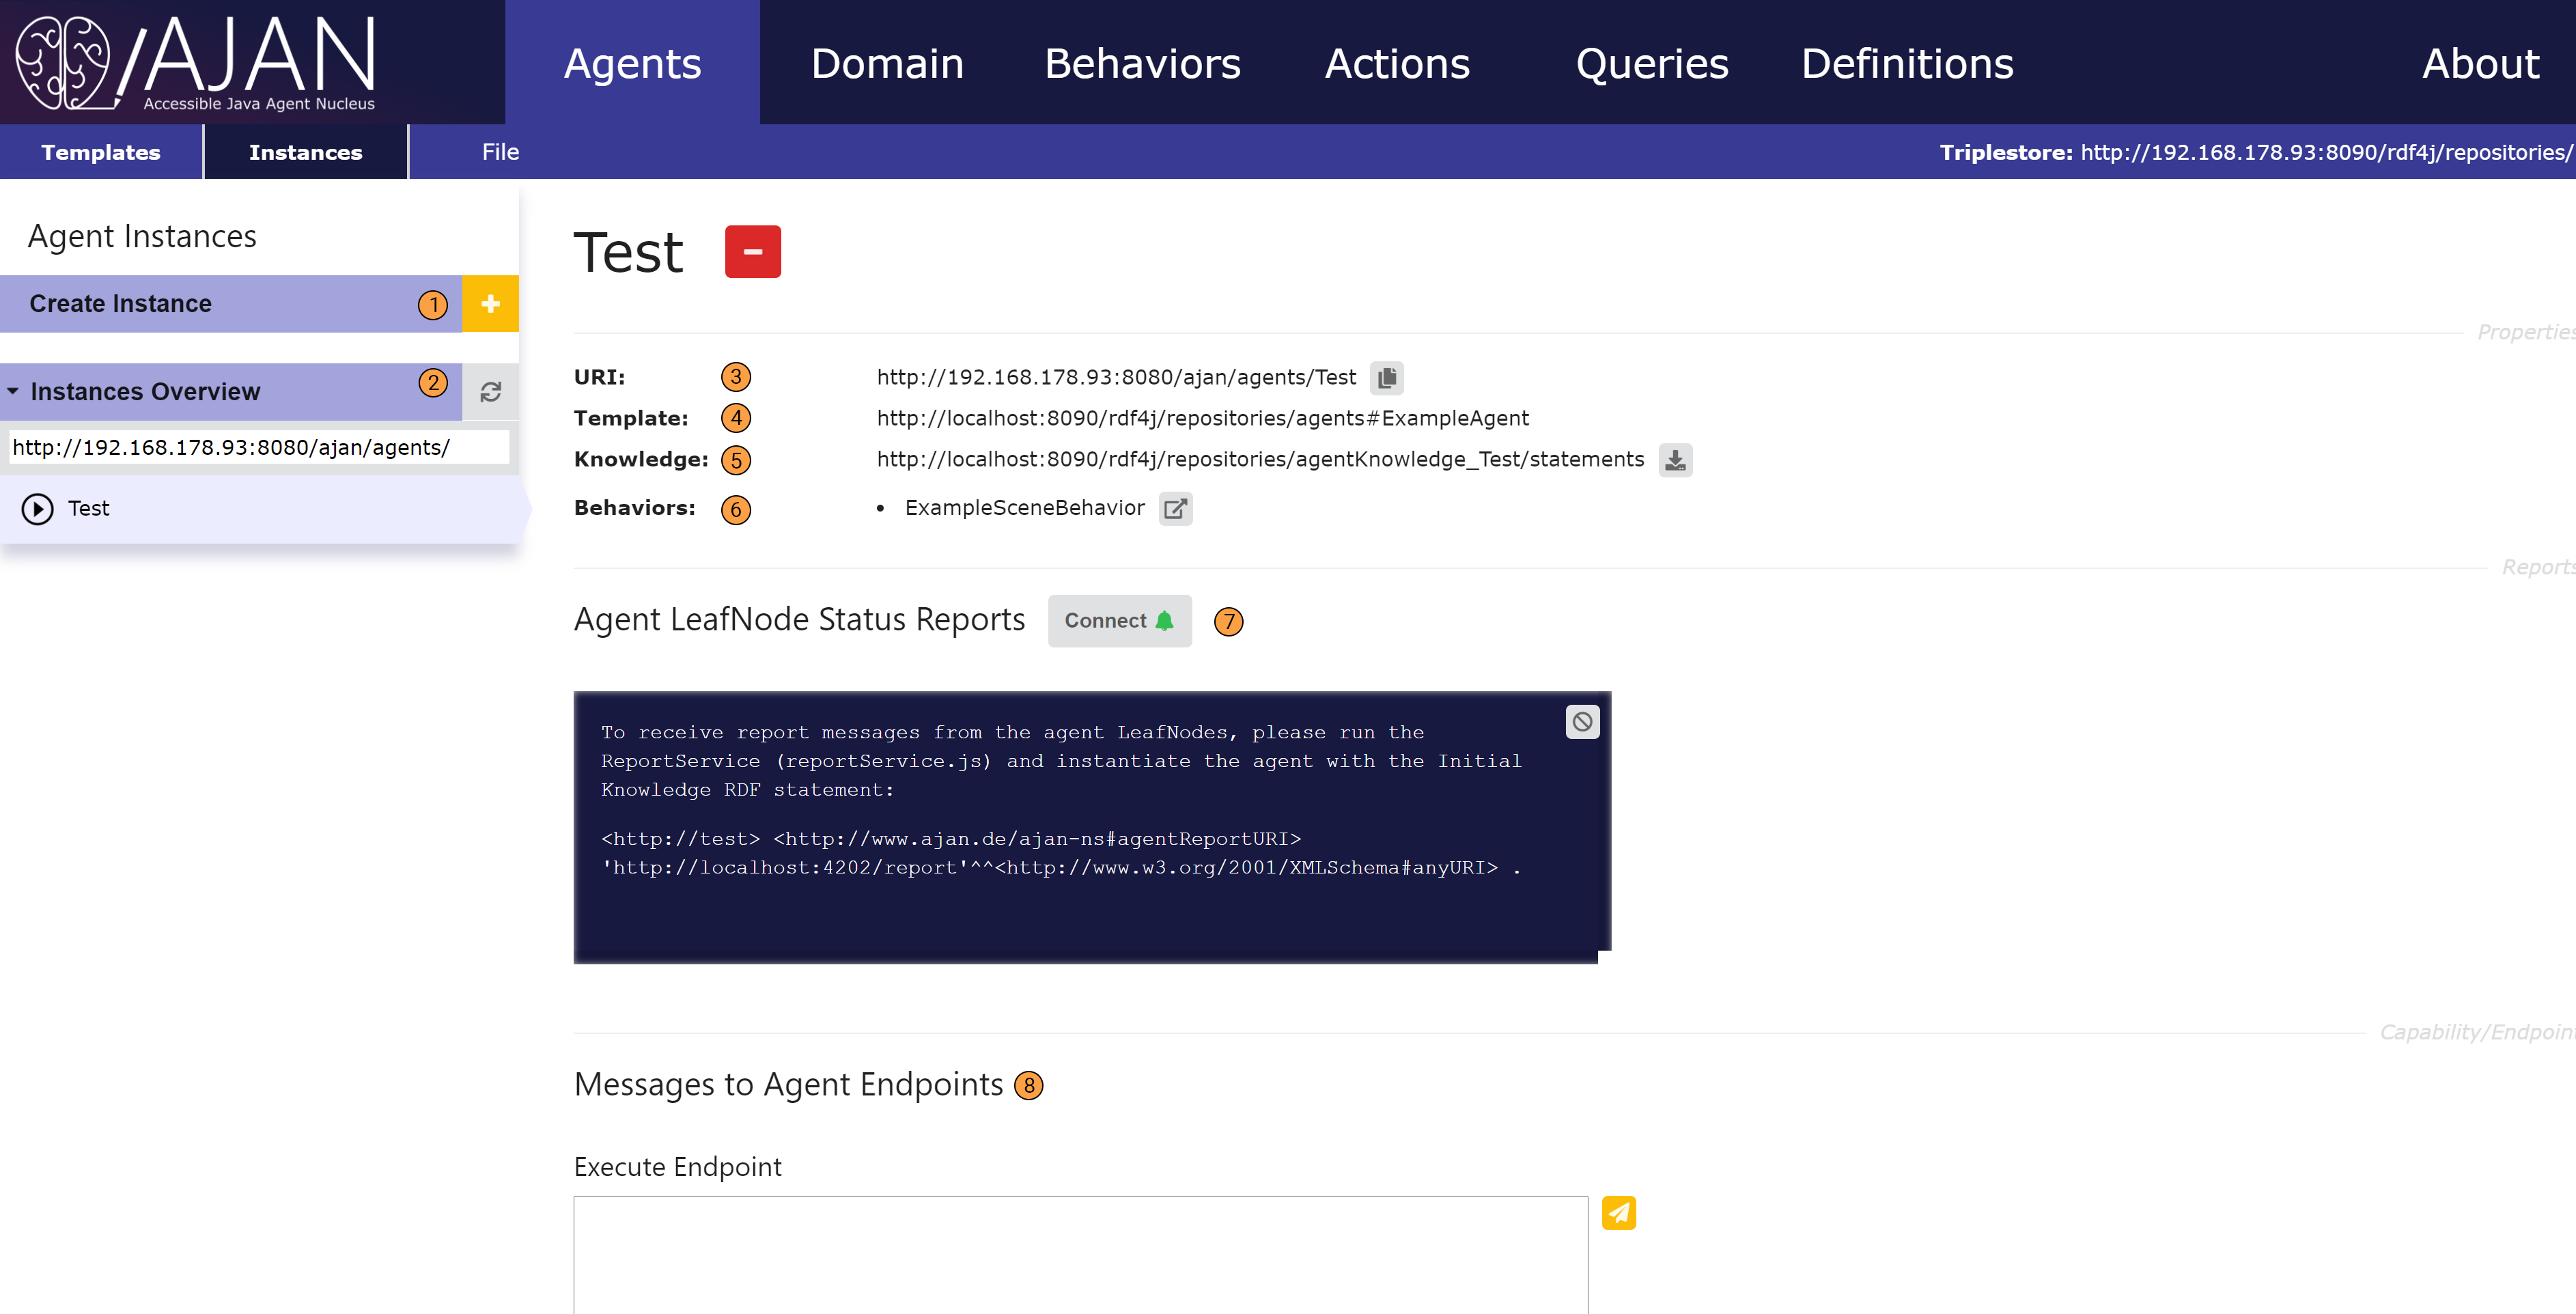 AJAN
Accessible Java Agent Nucleus
Agents Domain Behaviors Actions Queries Definitions About
Templates Instances File Triplestore: http://192.168.178.93:8090/rdf4j/repositories/
Agent Instances
Create Instance 1
Instances Overview 2
http://192.168.178.93:8080/ajan/agents/
Test
Test
Properties
URI: 3 http://192.168.178.93:8080/ajan/agents/Test
Template: 4 http://localhost:8090/rdf4j/repositories/agents#ExampleAgent
Knowledge: 5 http://localhost:8090/rdf4j/repositories/agentKnowledge_Test/statements
Behaviors: 6 • ExampleSceneBehavior
Reports
Agent LeafNode Status Reports Connect 7
To receive report messages from the agent LeafNodes, please run the
ReportService (reportService.js) and instantiate the agent with the Initial
Knowledge RDF statement:
<http://test> <http://www.ajan.de/ajan-ns#agentReportURI>
'http://localhost:4202/report'^^<http://www.w3.org/2001/XMLSchema#anyURI> .
Capability/Endpoint
Messages to Agent Endpoints 8
Execute Endpoint